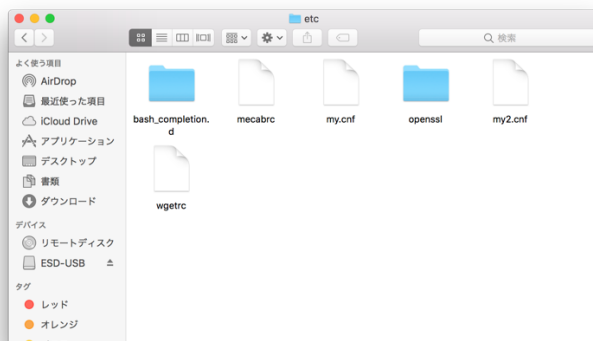 etc
検索
よく使う項目
AirDrop
最近使った項目
iCloud Drive
アプリケーション
デスクトップ
書類
ダウンロード
デバイス
リモートディスク
ESD-USB
タグ
レッド
オレンジ
bash_completion.
d
mecabrc
my.cnf
openssl
my2.cnf
wgetrc